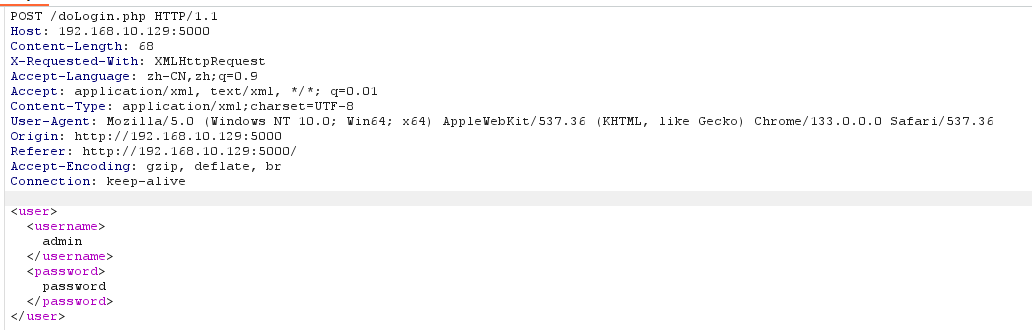 POST /doLogin.php HTTP/1.1
Host: 192.168.10.129:5000
Content-Length: 68
X-Requested-With: XMLHttpRequest
Accept-Language: zh-CN,zh;q=0.9
Accept: application/xml, text/xml, */*; q=0.01
Content-Type: application/xml;charset=UTF-8
User-Agent: Mozilla/5.0 (Windows NT 10.0; Win64; x64) AppleWebKit/537.36 (KHTML, like Gecko) Chrome/133.0.0.0 Safari/537.36
Origin: http://192.168.10.129:5000
Referer: http://192.168.10.129:5000/
Accept-Encoding: gzip, deflate, br
Connection: keep-alive
<user>
<username>
admin
</username>
<password>
password
</password>
</user>